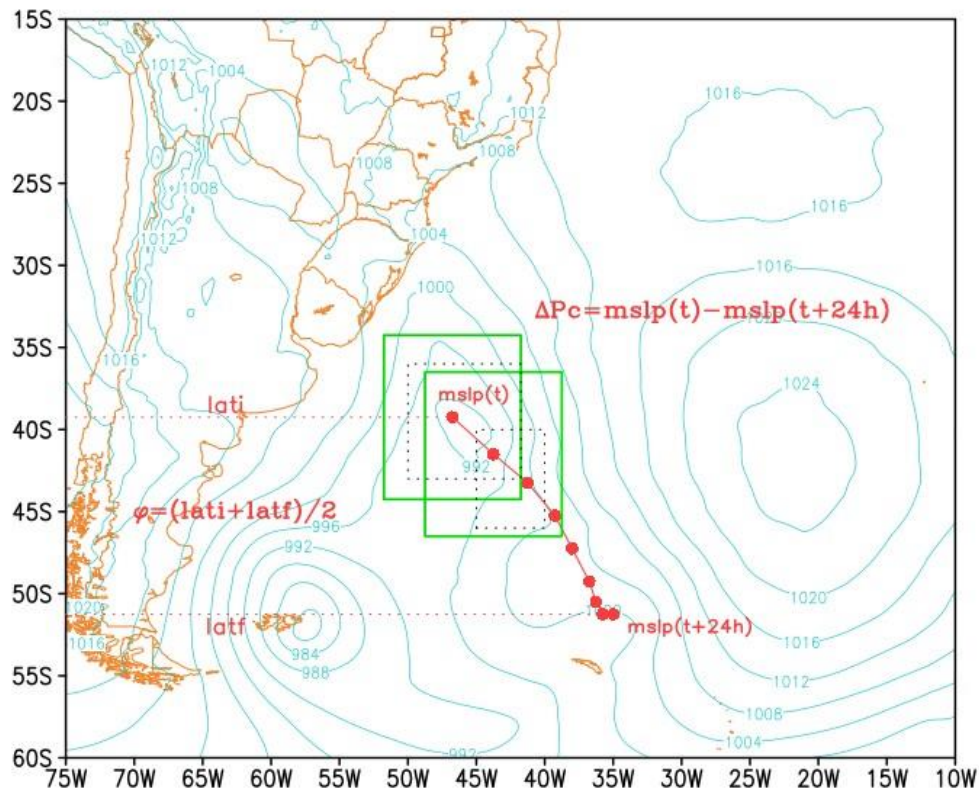 15S
20S
25S
30S
35S
40S
45S
50S
55S
60S
75W 70W 65W 60W 55W 50W 45W 40W 35W 30W 25W 20W 15W 10W
1012
1004
1016
1012
1008
1008
1008
1016
1004
1012
1016
1000
ΔPc=mslp(t)−mslp(t+24h)
1016
1024
lati
mslp(t)
992
φ=(lati+latf)/2
996
992
1020
1020
latf
mslp(t+24h)
1016
984
1016
988
1012
1008
992
1004